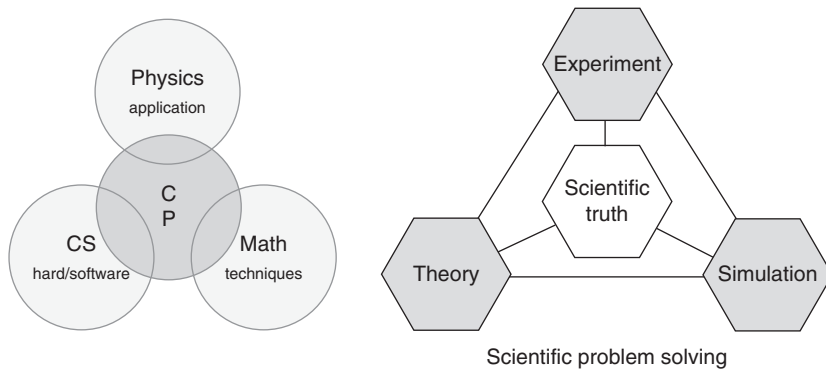 Physics
application
C
P
CS
hard/software
Math
techniques
Experiment
Scientific
truth
Theory
Simulation
Scientific problem solving